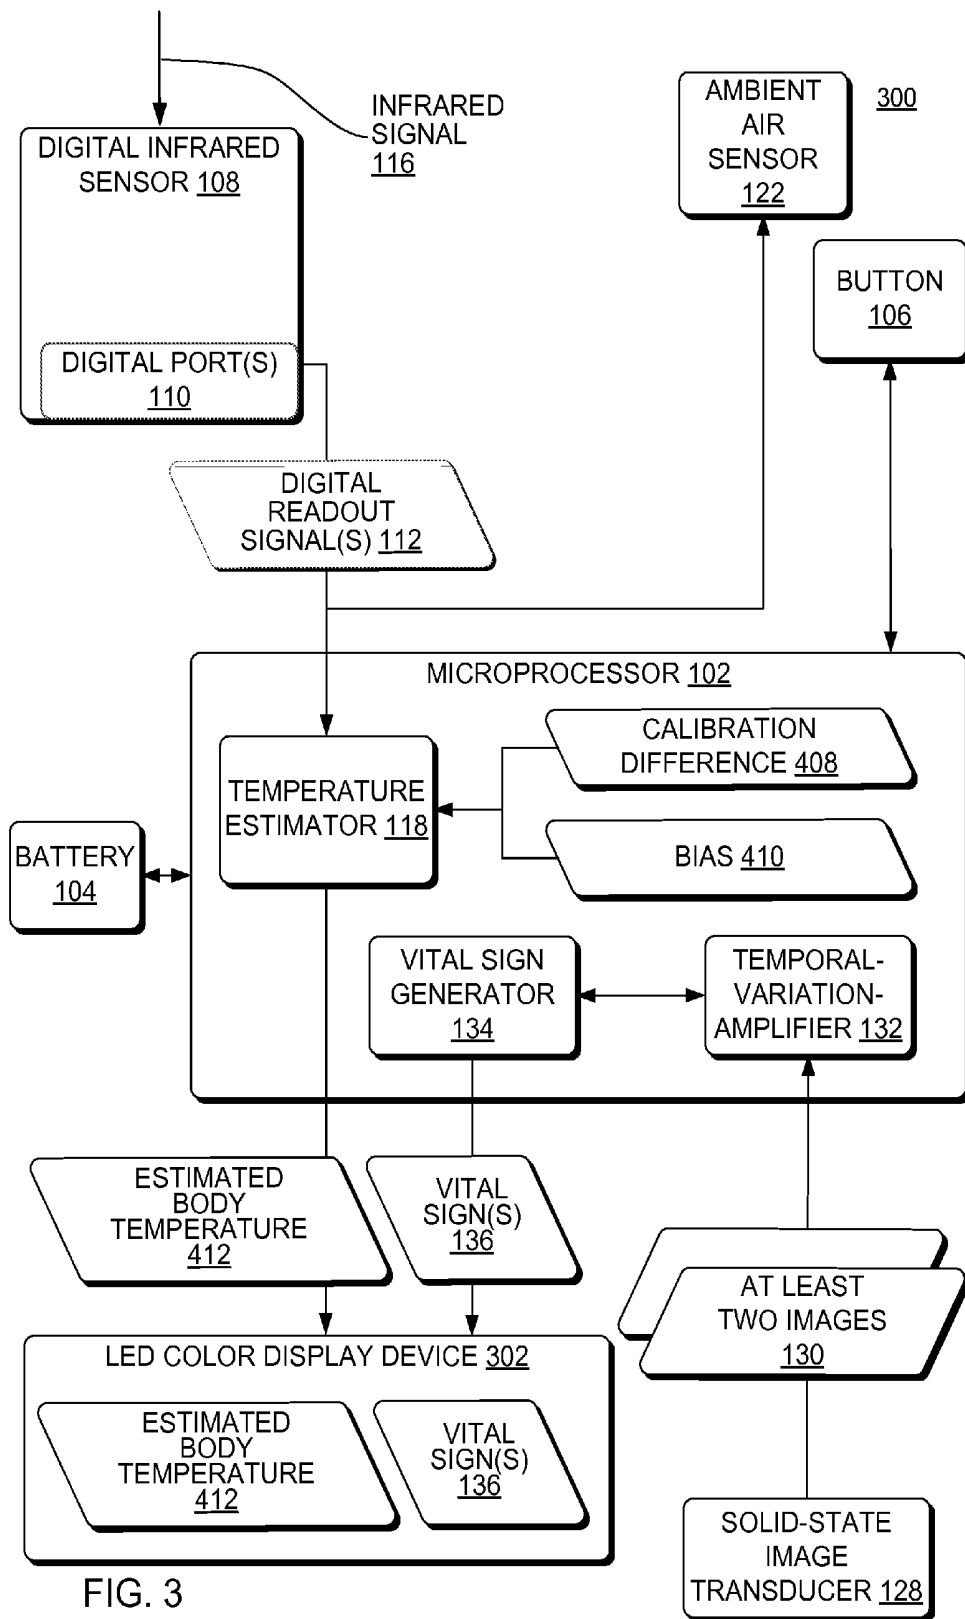 INFRARED
SIGNAL
116
AMBIENT
AIR
SENSOR
122
300
DIGITAL INFRARED
SENSOR 108
BUTTON
106
DIGITAL PORT(S)
110
DIGITAL
READOUT
SIGNAL(S) 112
MICROPROCESSOR 102
CALIBRATION
DIFFERENCE 408
TEMPERATURE
ESTIMATOR 118
BIAS 410
BATTERY
104
VITAL SIGN
GENERATOR
134
TEMPORAL-
VARIATION-
AMPLIFIER 132
ESTIMATED
BODY
TEMPERATURE
412
VITAL
SIGN(S)
136
AT LEAST
TWO IMAGES
130
LED COLOR DISPLAY DEVICE 302
ESTIMATED
BODY
TEMPERATURE
412
VITAL
SIGN(S)
136
SOLID-STATE
IMAGE
TRANSDUCER 128
FIG. 3